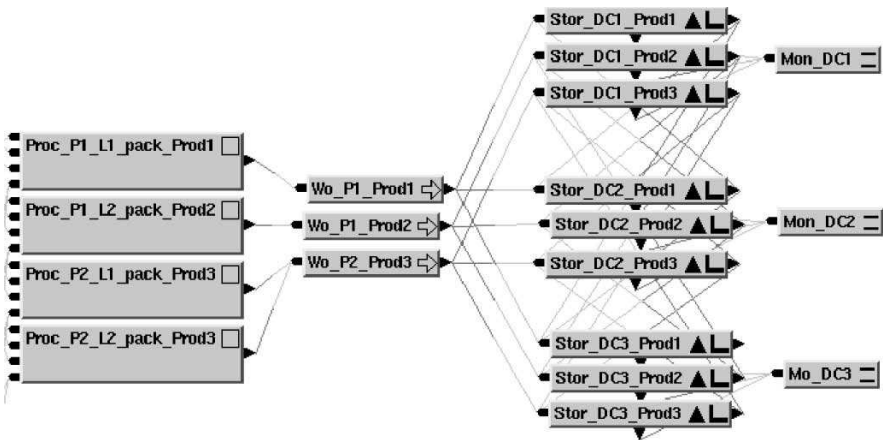 Proc_P1_L1_pack_Prod1
Proc_P1_L2_pack_Prod2
Proc_P2_L1_pack_Prod3
Proc_P2_L2_pack_Prod3
Wo_P1_Prod1
Wo_P1_Prod2
Wo_P2_Prod3
Stor_DC1_Prod1
Stor_DC1_Prod2
Stor_DC1_Prod3
Stor_DC2_Prod1
Stor_DC2_Prod2
Stor_DC2_Prod3
Stor_DC3_Prod1
Stor_DC3_Prod2
Stor_DC3_Prod3
Mon_DC1
Mon_DC2
Mo_DC3